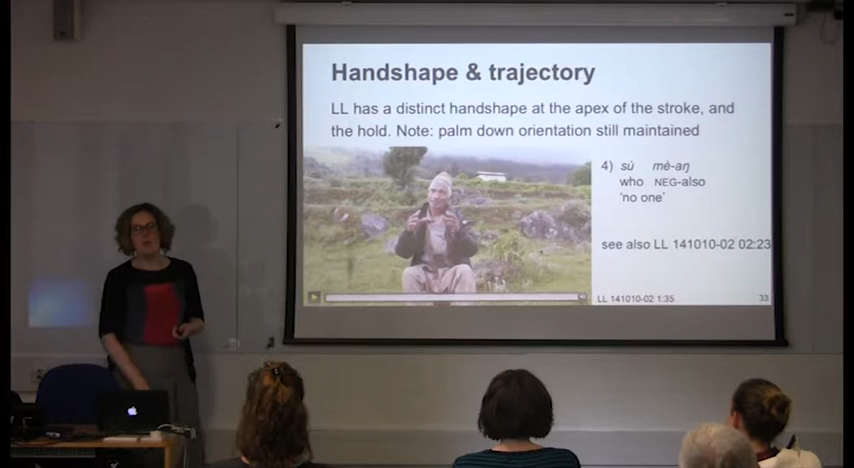 Handshape & trajectory
LL has a distinct handshape at the apex of the stroke, and
the hold. Note: palm down orientation still maintained
4) sù mè-aŋ
who NEG-also
'no one'
see also LL 141010-02 02:23
LL 141010-02 1:35
33